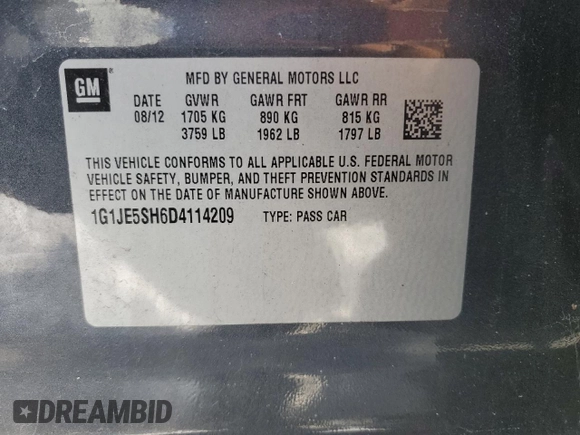 GM
MFD BY GENERAL MOTORS LLC
DATE GVWR GAWR FRT GAWR RR
08/12 1705 KG 890 KG 815 KG
3759 LB 1962 LB 1797 LB
THIS VEHICLE CONFORMS TO ALL APPLICABLE U.S. FEDERAL MOTOR
VEHICLE SAFETY, BUMPER, AND THEFT PREVENTION STANDARDS IN
EFFECT ON THE DATE OF MANUFACTURE SHOWN ABOVE.
1G1JE5SH6D4114209 TYPE: PASS CAR
DREAMBID